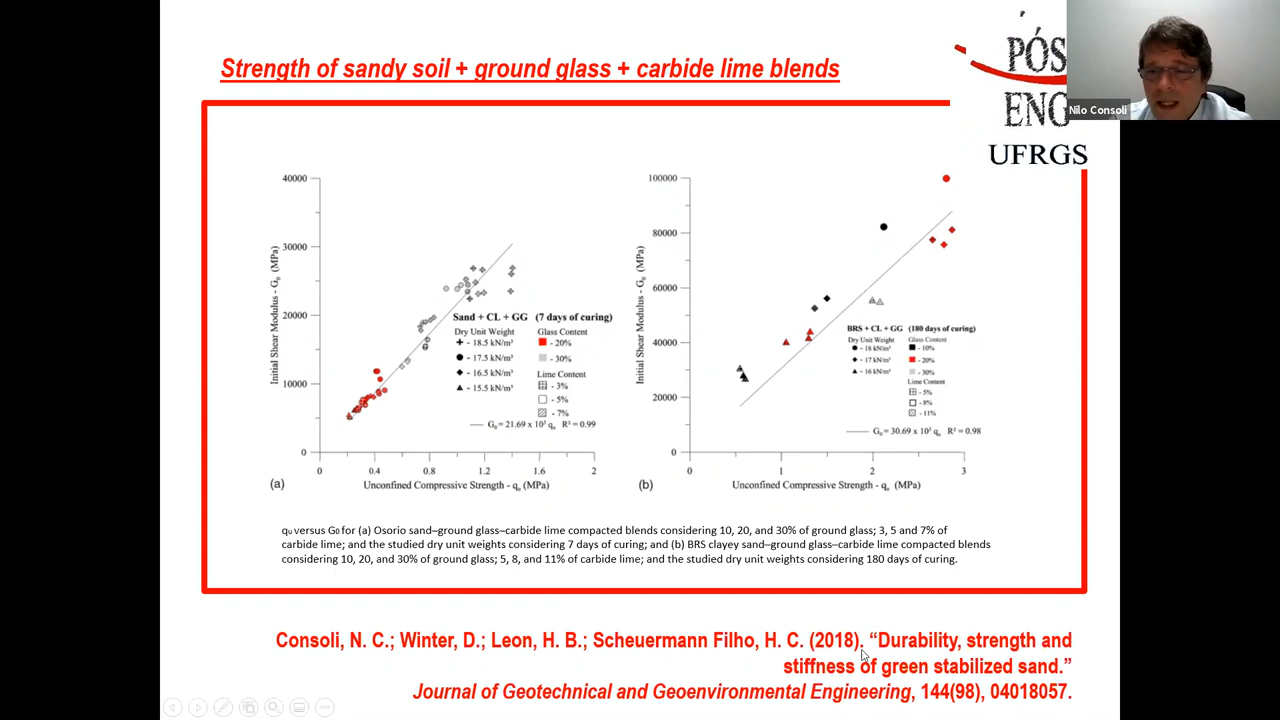 Strength of sandy soil + ground glass + carbide lime blends
PÓS
ENG
UFRGS
Nilo Consoli
40000
30000
20000
10000
0
Initial Shear Modulus - G₀ (MPa)
Sand + CL + GG (7 days of curing)
Dry Unit Weight
- 18.5 kN/m³
- 17.5 kN/m³
- 16.5 kN/m³
- 15.5 kN/m³
Glass Content
- 20%
- 30%
Lime Content
- 3%
- 5%
- 7%
G₀ = 21.69 x 10³ qᵤ R² = 0.99
0 0.4 0.8 1.2 1.6 2
(a)
Unconfined Compressive Strength - qᵤ (MPa)
100000
80000
60000
40000
20000
0
Initial Shear Modulus - G₀ (MPa)
BRS + CL + GG (180 days of curing)
Dry Unit Weight
- 18 kN/m³
- 17 kN/m³
- 16 kN/m³
Glass Content
- 10%
- 20%
- 30%
Lime Content
- 5%
- 8%
- 11%
G₀ = 30.69 x 10³ qᵤ R² = 0.98
0 1 2 3
(b)
Unconfined Compressive Strength - qᵤ (MPa)
qu versus G0 for (a) Osorio sand–ground glass–carbide lime compacted blends considering 10, 20, and 30% of ground glass; 3, 5 and 7% of
carbide lime; and the studied dry unit weights considering 7 days of curing; and (b) BRS clayey sand–ground glass–carbide lime compacted blends
considering 10, 20, and 30% of ground glass; 5, 8, and 11% of carbide lime; and the studied dry unit weights considering 180 days of curing.
Consoli, N. C.; Winter, D.; Leon, H. B.; Scheuermann Filho, H. C. (2018). “Durability, strength and
stiffness of green stabilized sand.”
Journal of Geotechnical and Geoenvironmental Engineering, 144(98), 04018057.